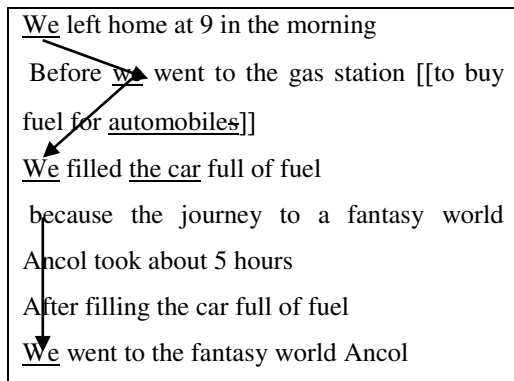 We left home at 9 in the morning
Before we went to the gas station [[to buy
fuel for automobiles]]
We filled the car full of fuel
because the journey to a fantasy world
Ancol took about 5 hours
After filling the car full of fuel
We went to the fantasy world Ancol